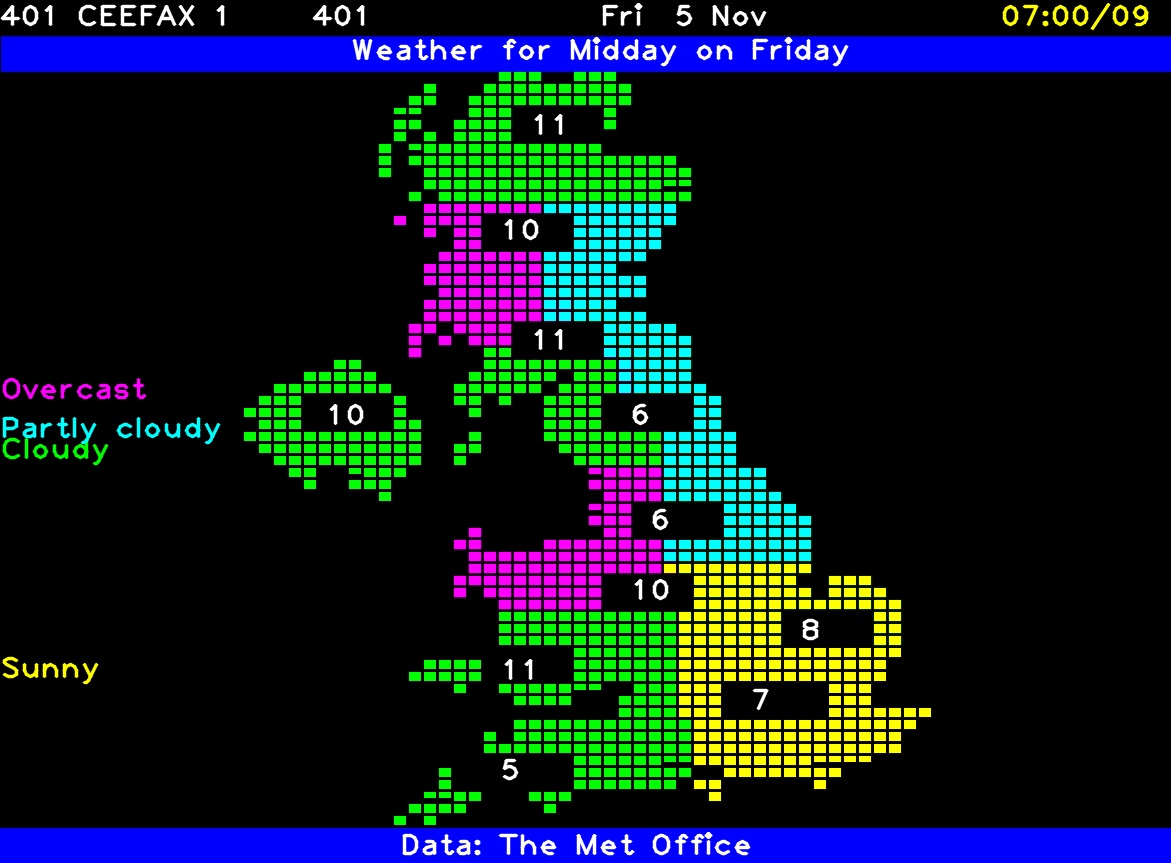 401 CEEFAX 1 401 Fri 5 Nov 07:00/09
Weather for Midday on Friday
11
10
11
Overcast
10 6
Partly cloudy
Cloudy
6
10
8
Sunny 11
7
5
Data: The Met Office